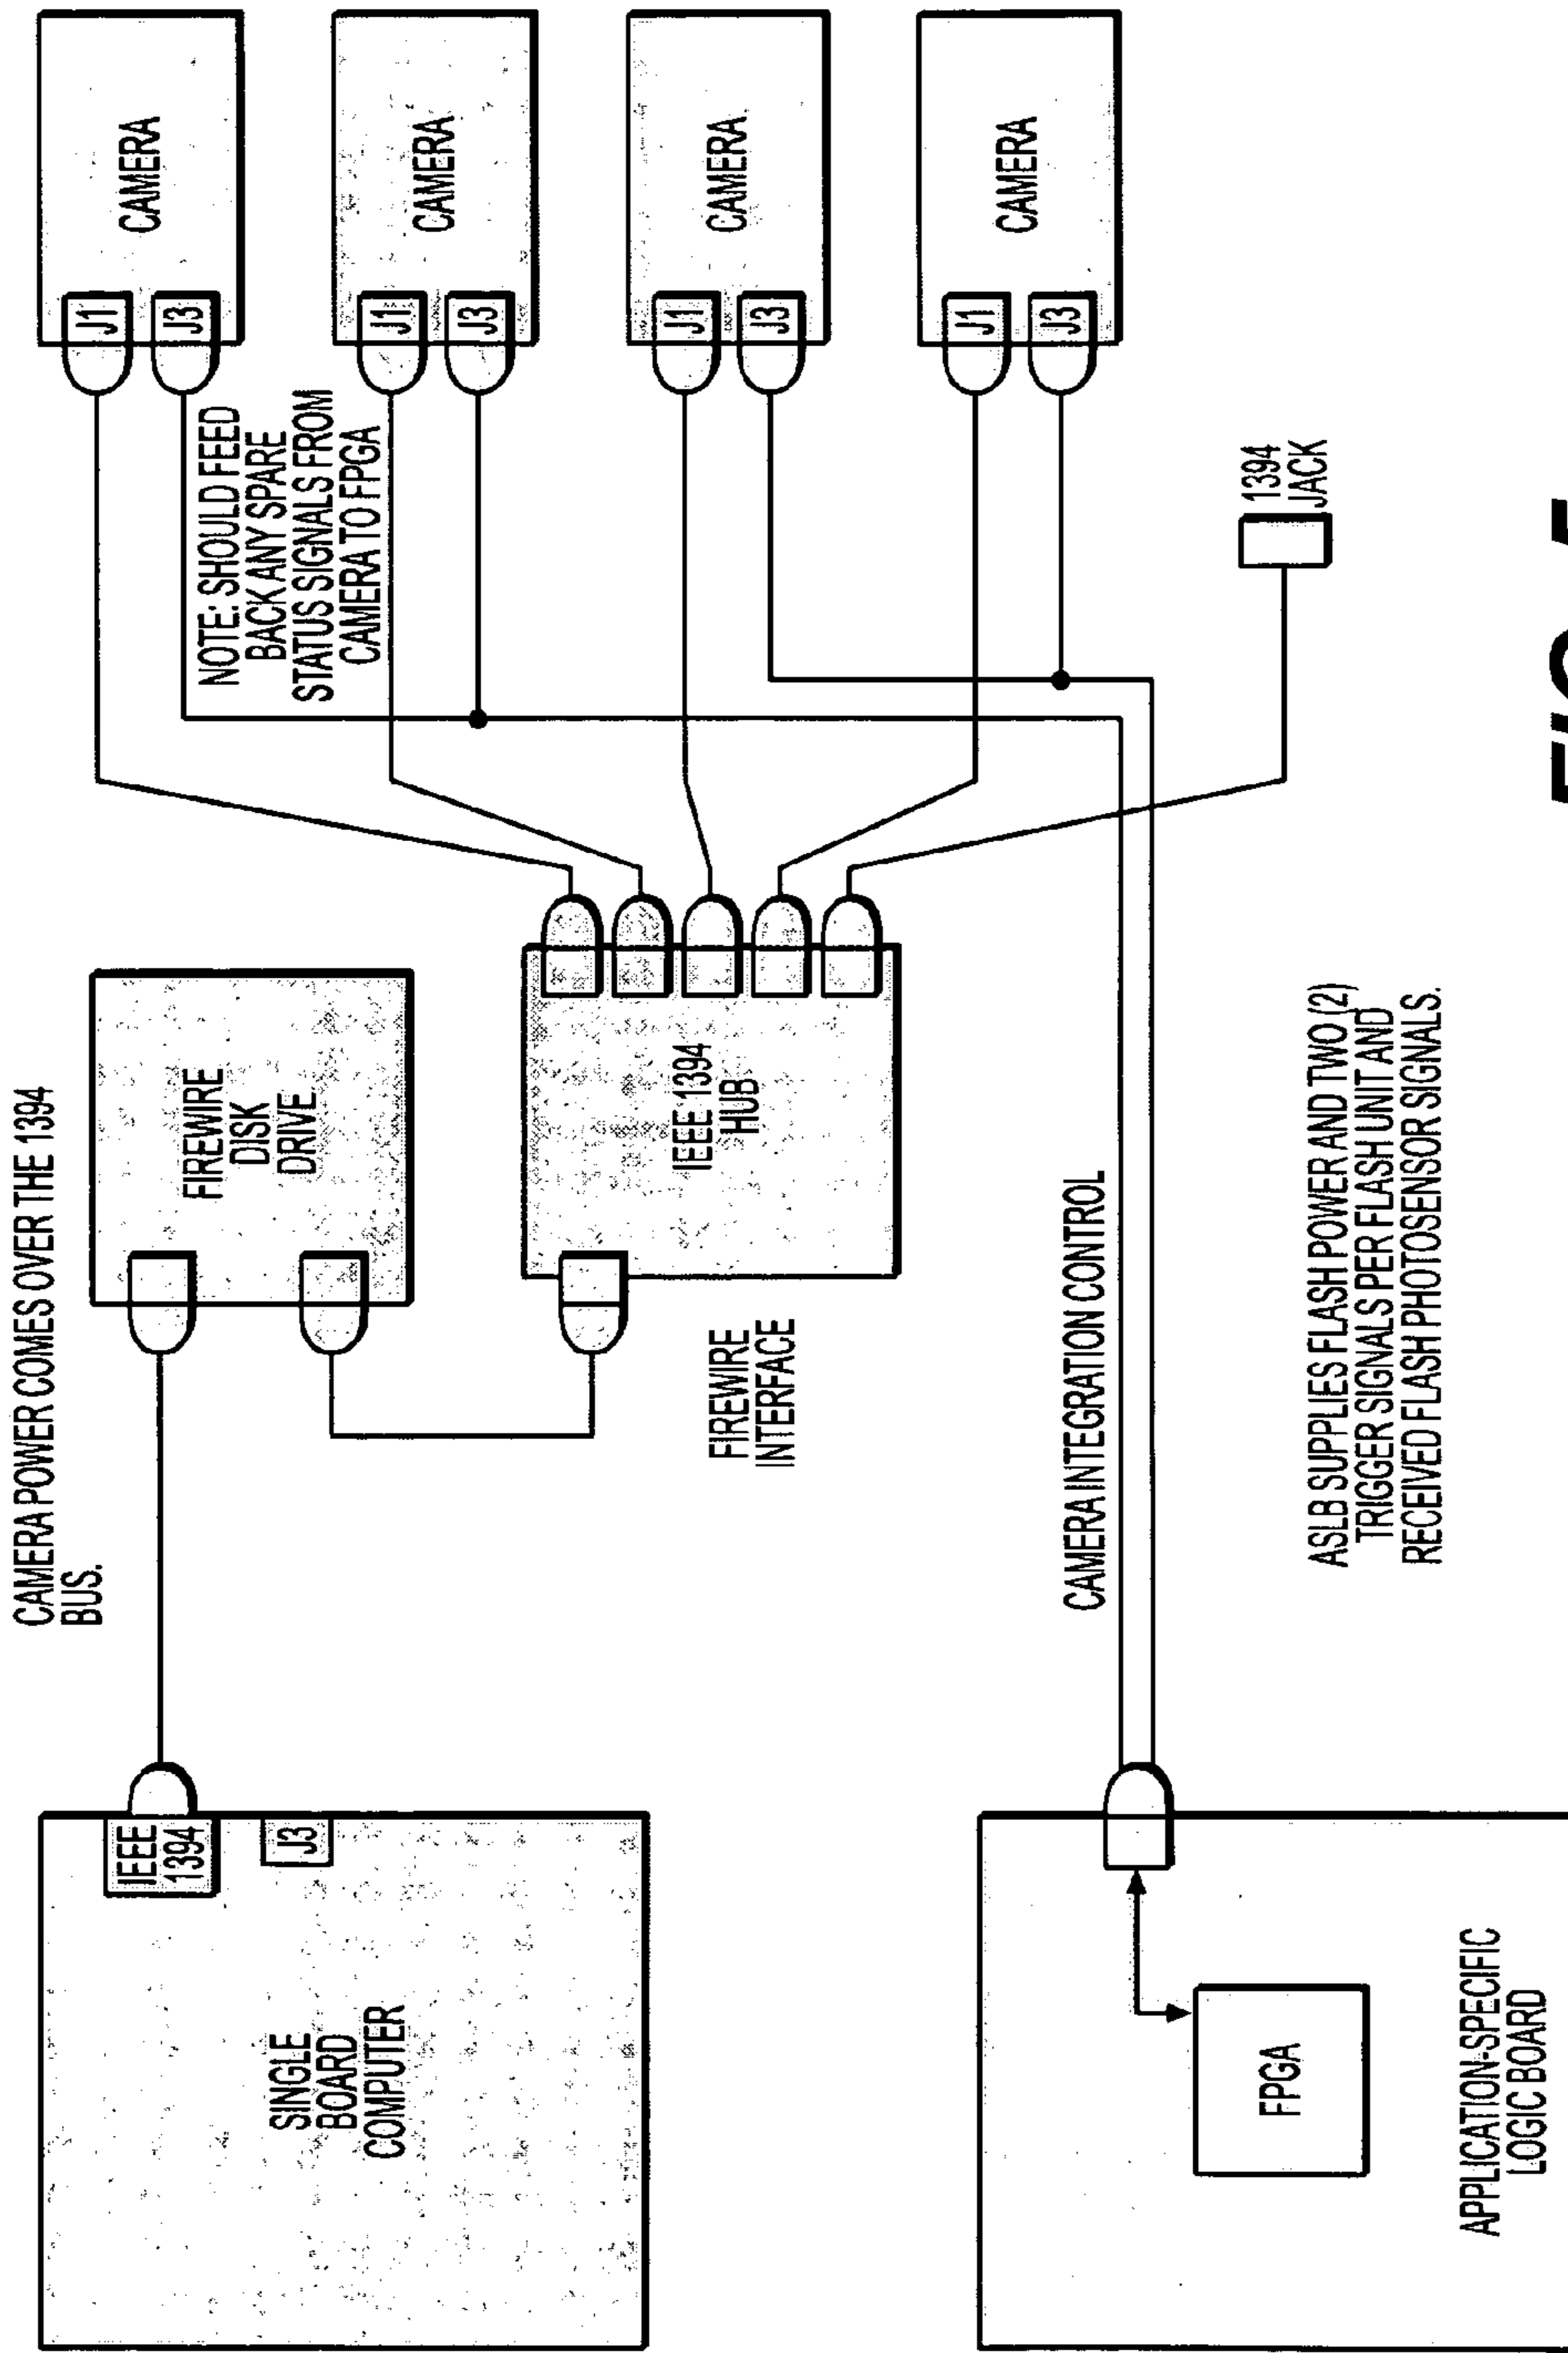 CAMERA POWER COMES OVER THE 1394
BUS.
IEEE
1394
J3
SINGLE
BOARD
COMPUTER
FIREWIRE
DISK
DRIVE
FIREWIRE
INTERFACE
IEEE 1394
HUB
NOTE: SHOULD FEED
BACK ANY SPARE
STATUS SIGNALS FROM
CAMERA TO FPGA
J1
J3
CAMERA
J1
J3
CAMERA
J1
J3
CAMERA
J1
J3
CAMERA
1394
JACK
CAMERA INTEGRATION CONTROL
FPGA
APPLICATION-SPECIFIC
LOGIC BOARD
ASLB SUPPLIES FLASH POWER AND TWO (2)
TRIGGER SIGNALS PER FLASH UNIT AND
RECEIVED FLASH PHOTOSENSOR SIGNALS.